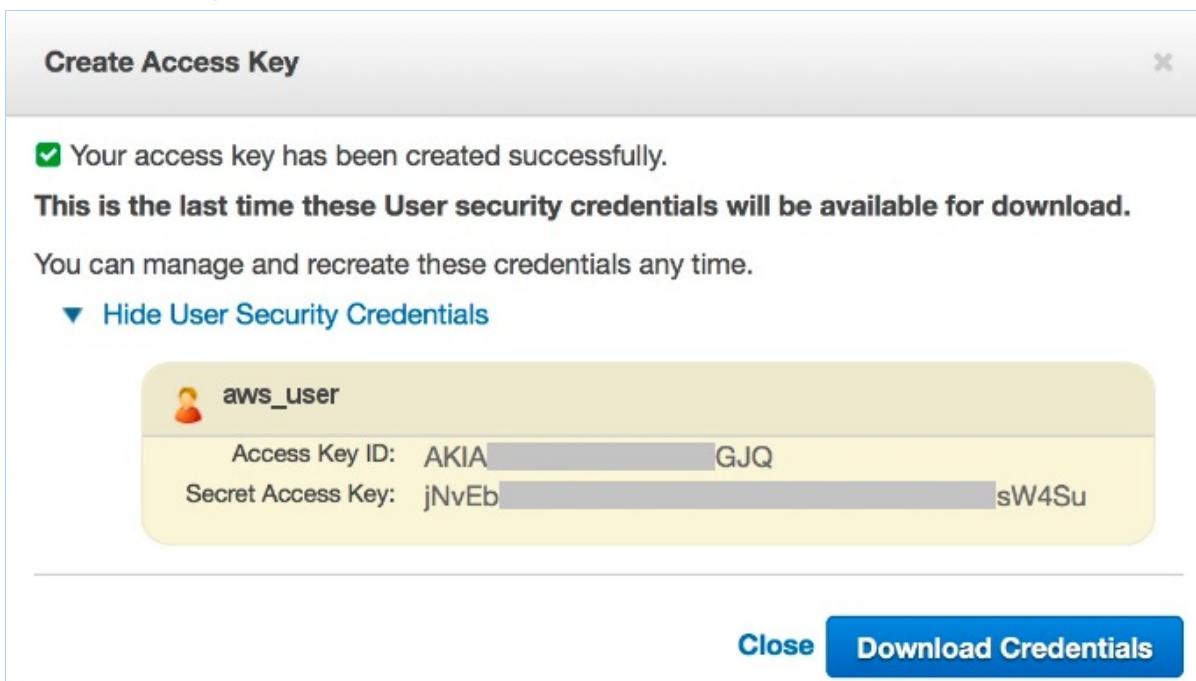 Create Access Key
Your access key has been created successfully.
This is the last time these User security credentials will be available for download.
You can manage and recreate these credentials any time.
Hide User Security Credentials
aws_user
Access Key ID: AKIA GJQ
Secret Access Key: jNvEb sW4Su
Close Download Credentials